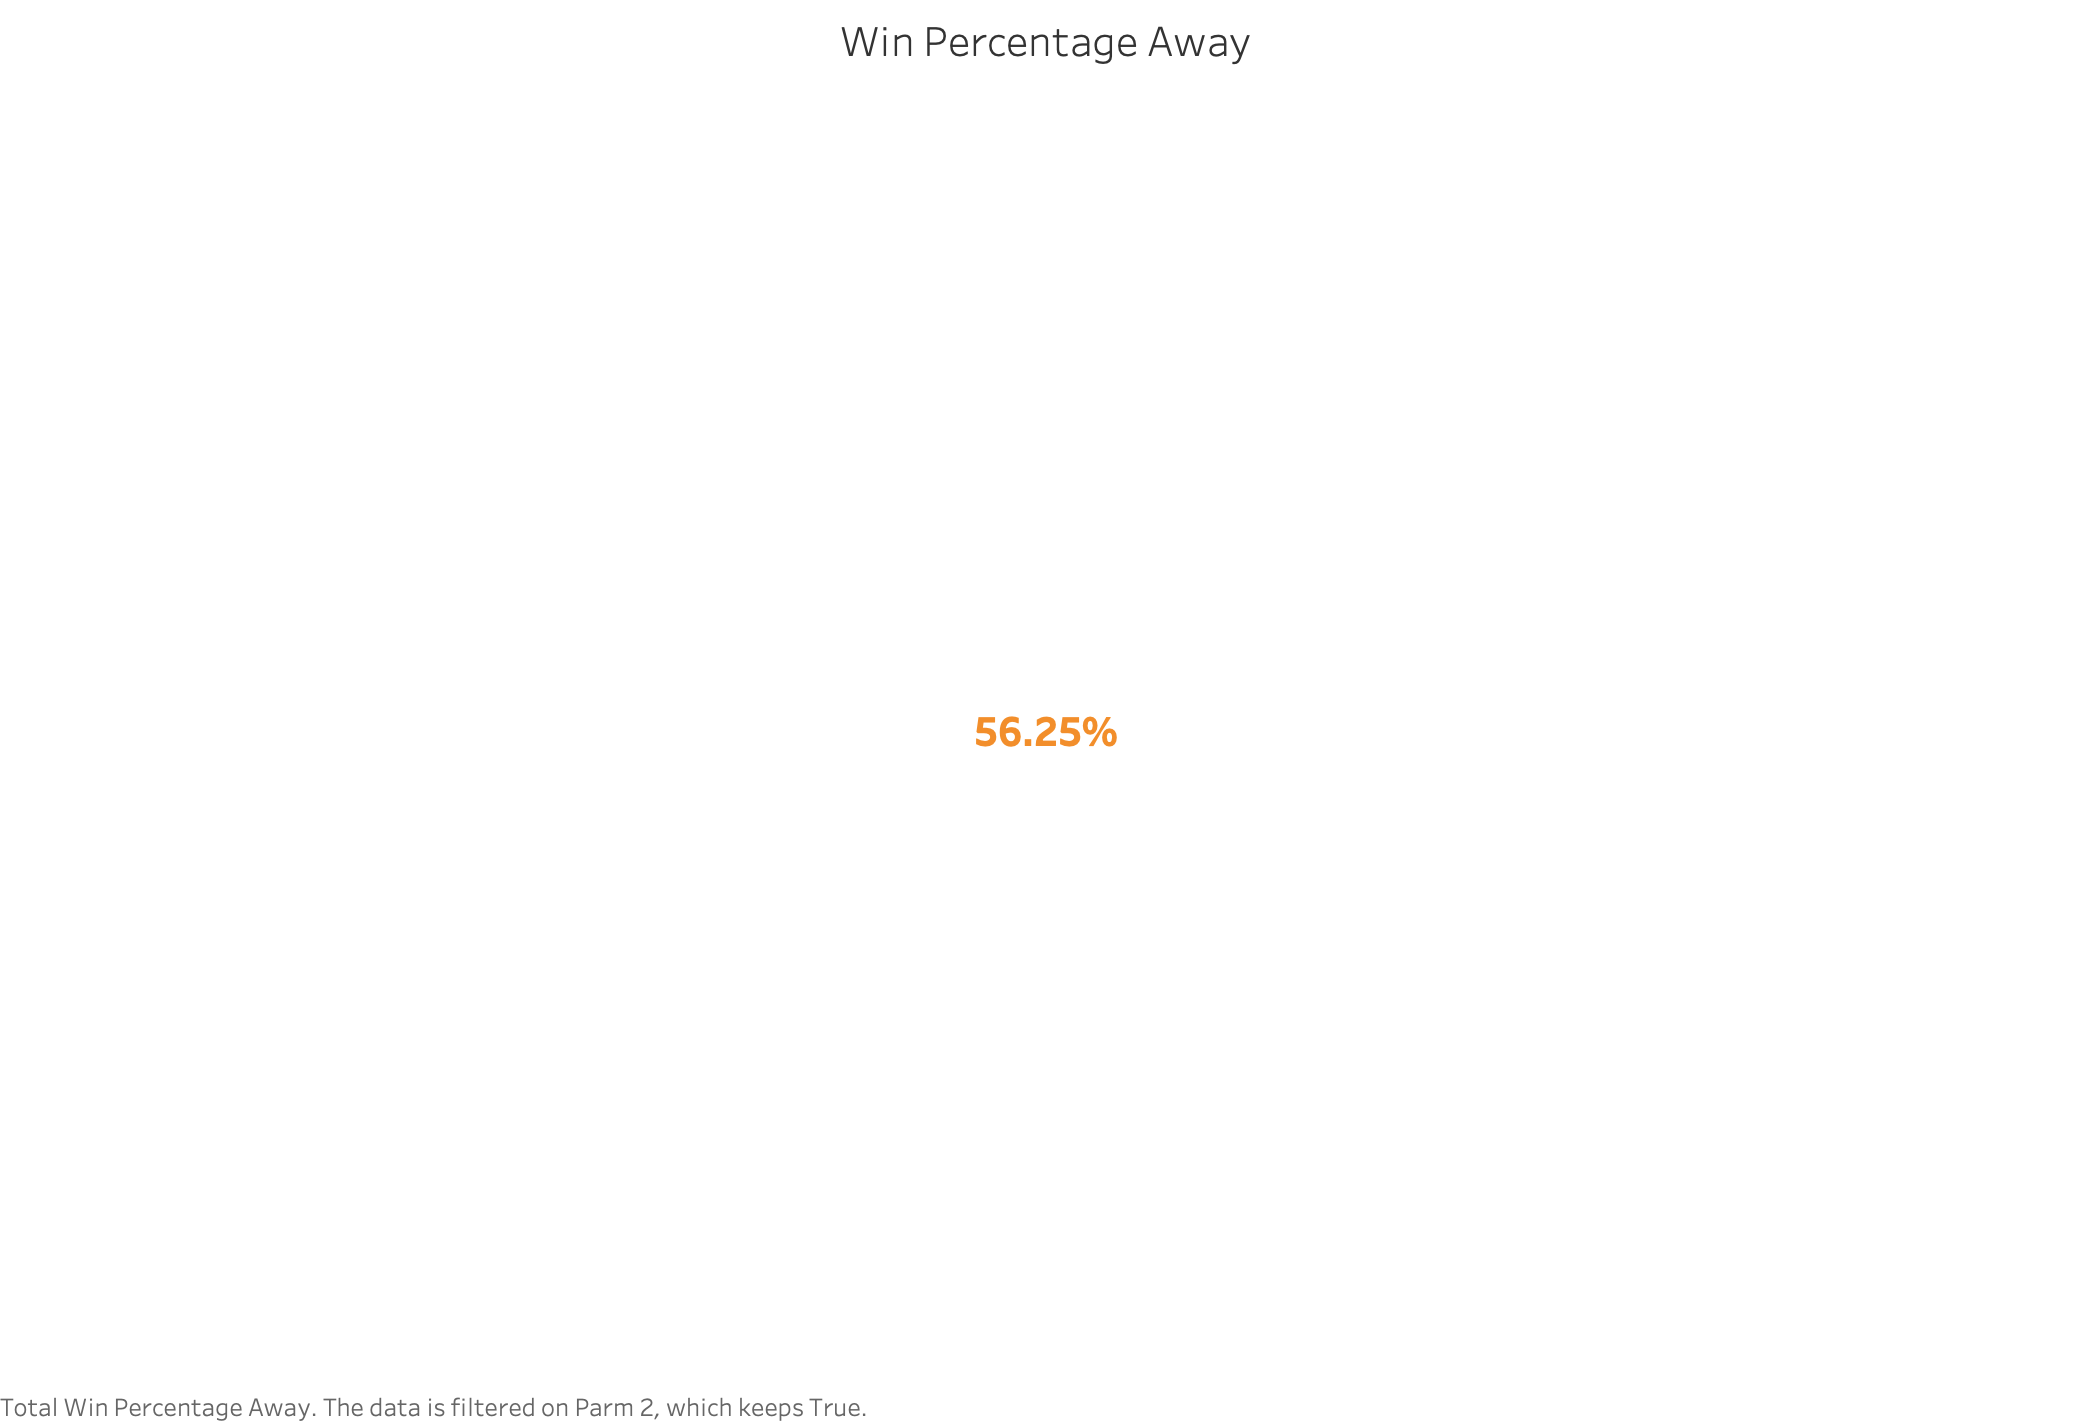 Win Percentage Away
56.25%
Total Win Percentage Away. The data is filtered on Parm 2, which keeps True.